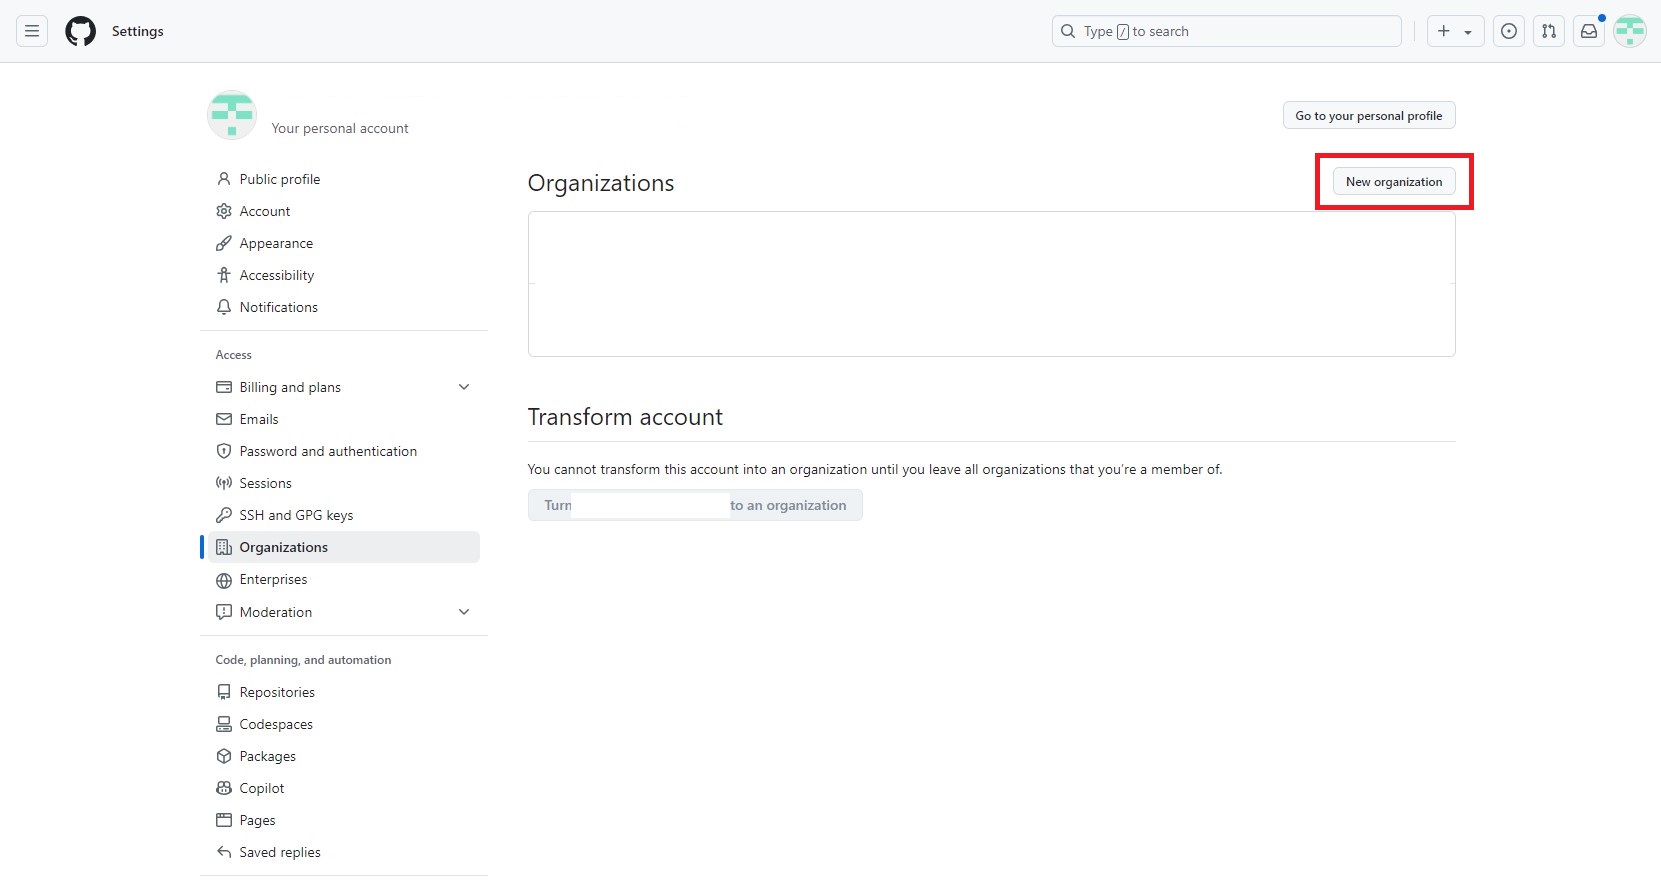 Settings
Type / to search
Your personal account
Go to your personal profile
Public profile
Account
Appearance
Accessibility
Notifications
Access
Billing and plans
Emails
Password and authentication
Sessions
SSH and GPG keys
Organizations
Enterprises
Moderation
Code, planning, and automation
Repositories
Codespaces
Packages
Copilot
Pages
Saved replies
Organizations
New organization
Transform account
You cannot transform this account into an organization until you leave all organizations that you're a member of.
Turn to an organization